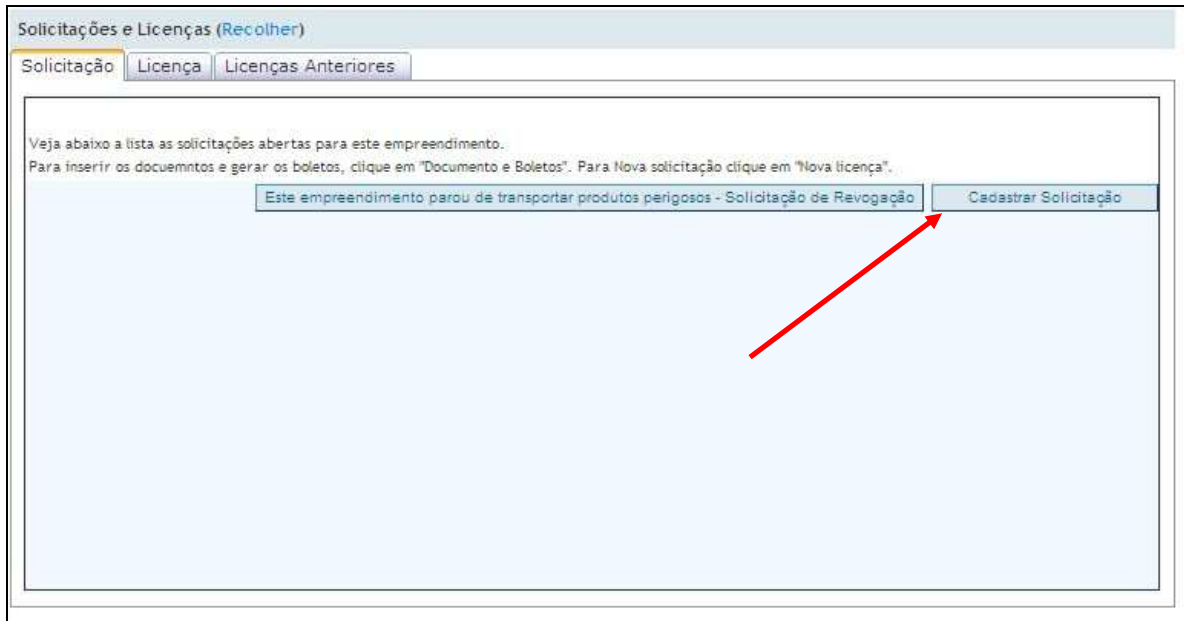 Solicitações e Licenças (Recolher)
Solicitação Licença Licenças Anteriores
Veja abaixo a lista as solicitações abertas para este empreendimento.
Para inserir os docuemntos e gerar os boletos, clique em "Documento e Boletos". Para Nova solicitação clique em "Nova licença".
Este empreendimento parou de transportar produtos perigosos - Solicitação de Revogação Cadastrar Solicitação